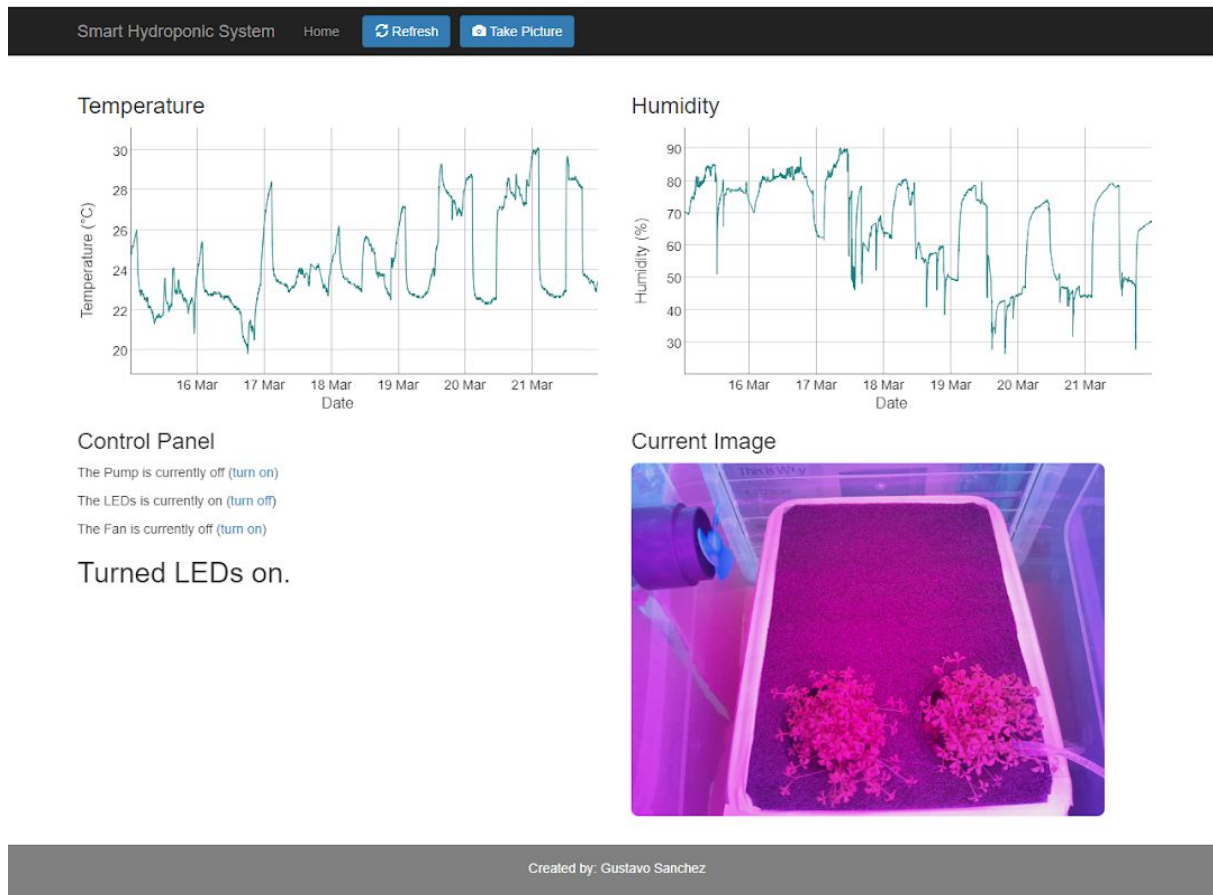 Smart Hydroponic System Home Refresh Take Picture
Temperature
Temperature (°C)
30
28
26
24
22
20
16 Mar 17 Mar 18 Mar 19 Mar 20 Mar 21 Mar
Date
Humidity
Humidity (%)
90
80
70
60
50
40
30
16 Mar 17 Mar 18 Mar 19 Mar 20 Mar 21 Mar
Date
Control Panel
The Pump is currently off (turn on)
The LEDs is currently on (turn off)
The Fan is currently off (turn on)
Turned LEDs on.
Current Image
Created by: Gustavo Sanchez